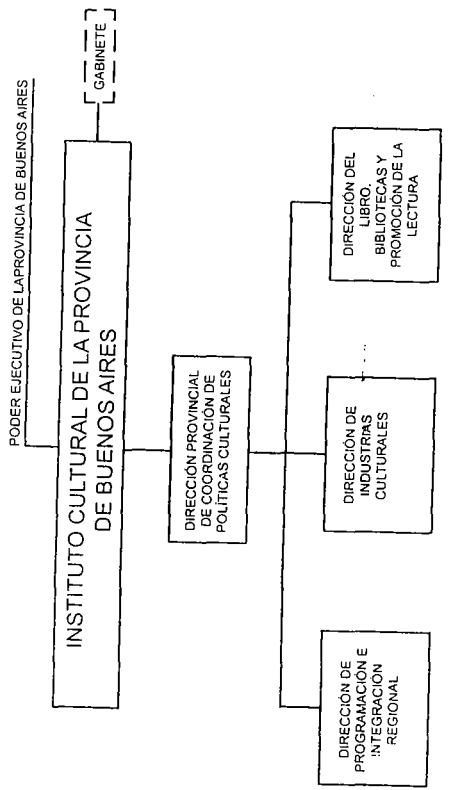 PODER EJECUTIVO DE LAPROVINCIA DE BUENOS AIRES
GABINETE
INSTITUTO CULTURAL DE LA PROVINCIA
DE BUENOS AIRES
DIRECCIÓN PROVINCIAL
DE COORDINACIÓN DE
POLÍTICAS CULTURALES
DIRECCIÓN DE
PROGRAMACIÓN E
INTEGRACIÓN
REGIONAL
DIRECCIÓN DE
INDUSTRIAS
CULTURALES
DIRECCIÓN DEL
LIBRO,
BIBLIOTECAS Y
PROMOCIÓN DE LA
LECTURA